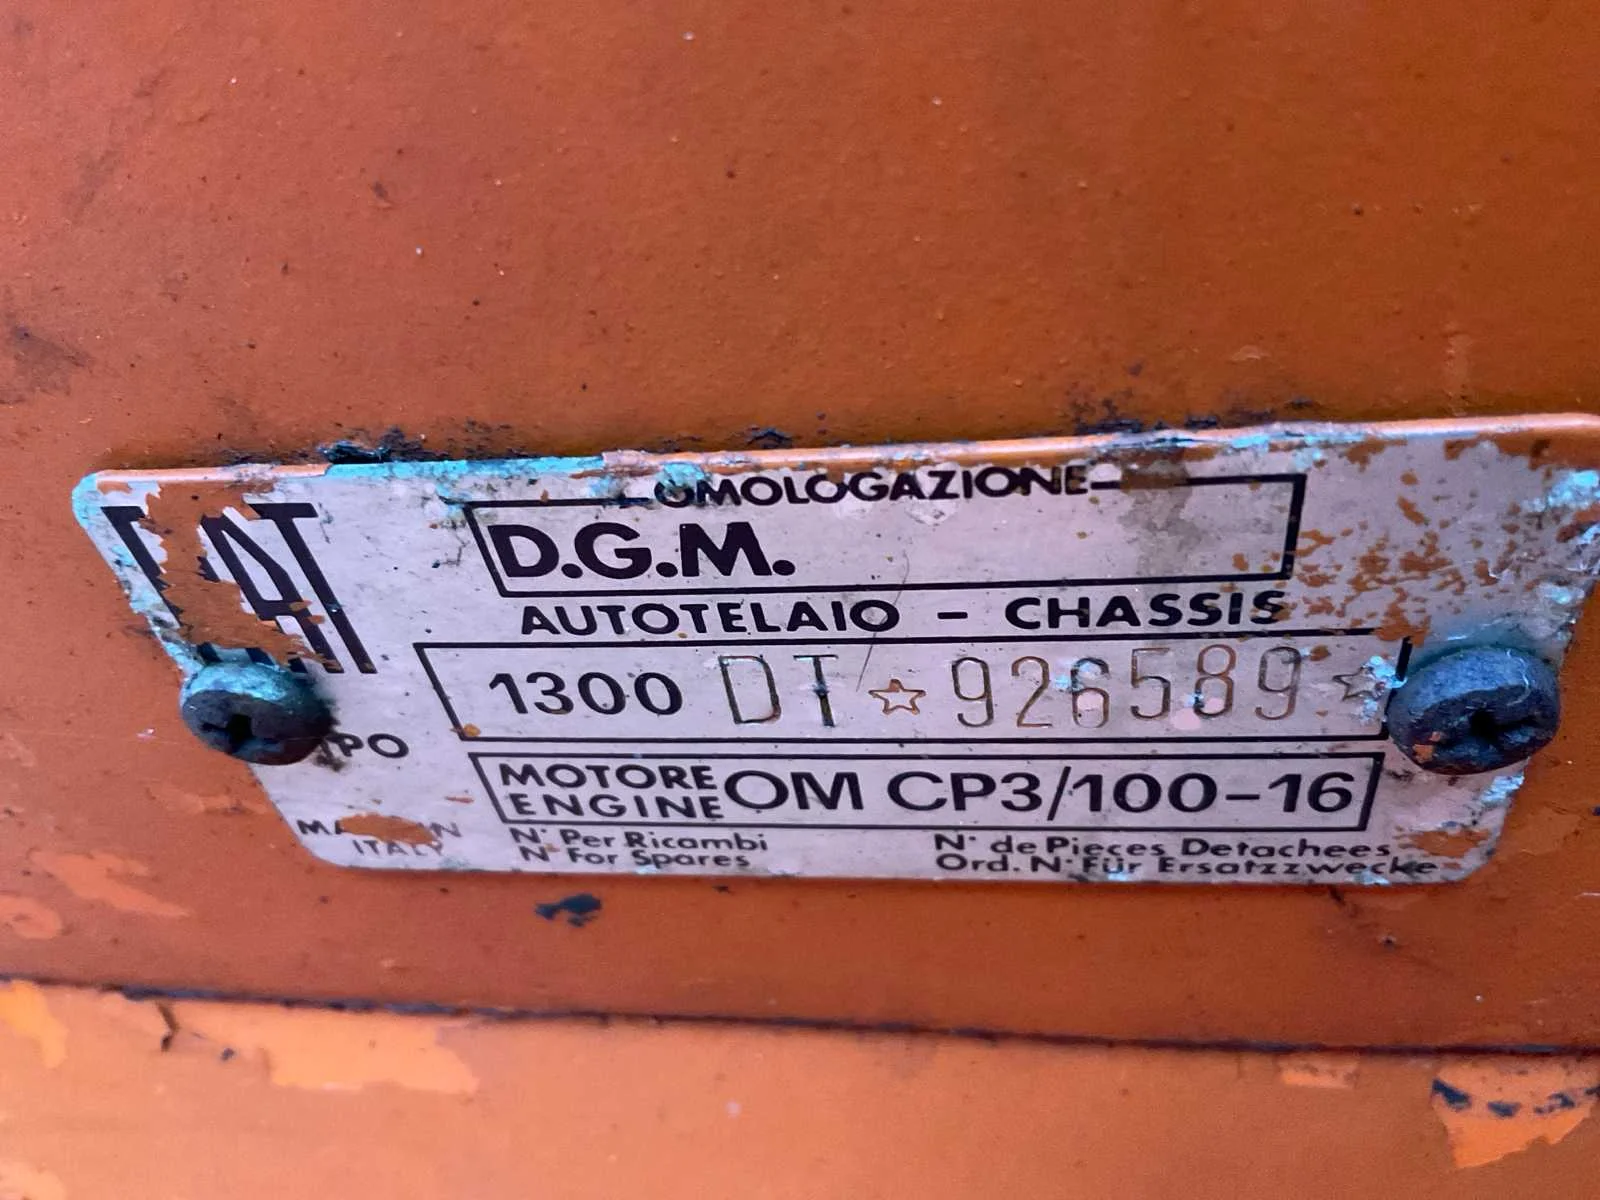 FIAT
OMOLOGAZIONE
D.G.M.
AUTOTELAIO - CHASSIS
1300 DT ☆ 926589 ☆
MOTORE
ENGINE OM CP3/100-16
ITALY
N° Per Ricambi
N° For Spares
N° de Pieces Detachees
Ord. N° Für Ersatzzwecke